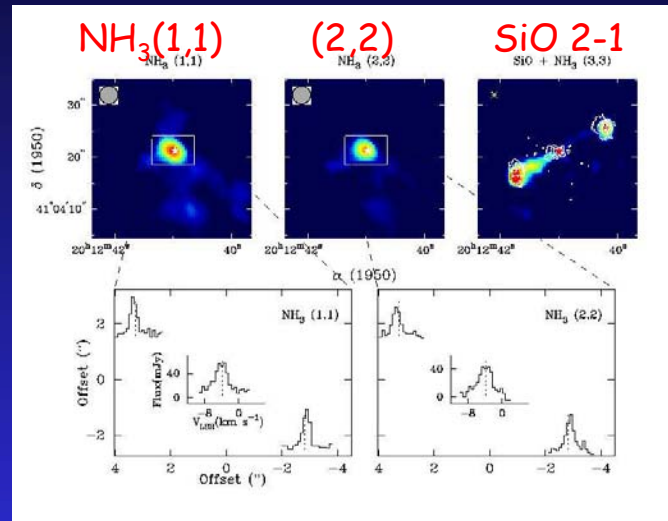 NH₃(1,1) (2,2) SiO 2-1
NH₃ (1,1) NH₃ (2,2) SiO + NH₃ (3,3)
30"
20"
41°04'10"
δ (1950)
20ʰ12ᵐ42ˢ 40ˢ 20ʰ12ᵐ42ˢ 40ˢ 20ʰ12ᵐ42ˢ 40ˢ
α (1950)
NH₃ (1,1) NH₃ (2,2)
2
0
-2
Offset (")
Flux(mJy)
40
0
-8 0
V_LSR(km s⁻¹)
40
0
-8 0
4 2 0 -2 -4 4 2 0 -2 -4
Offset (")